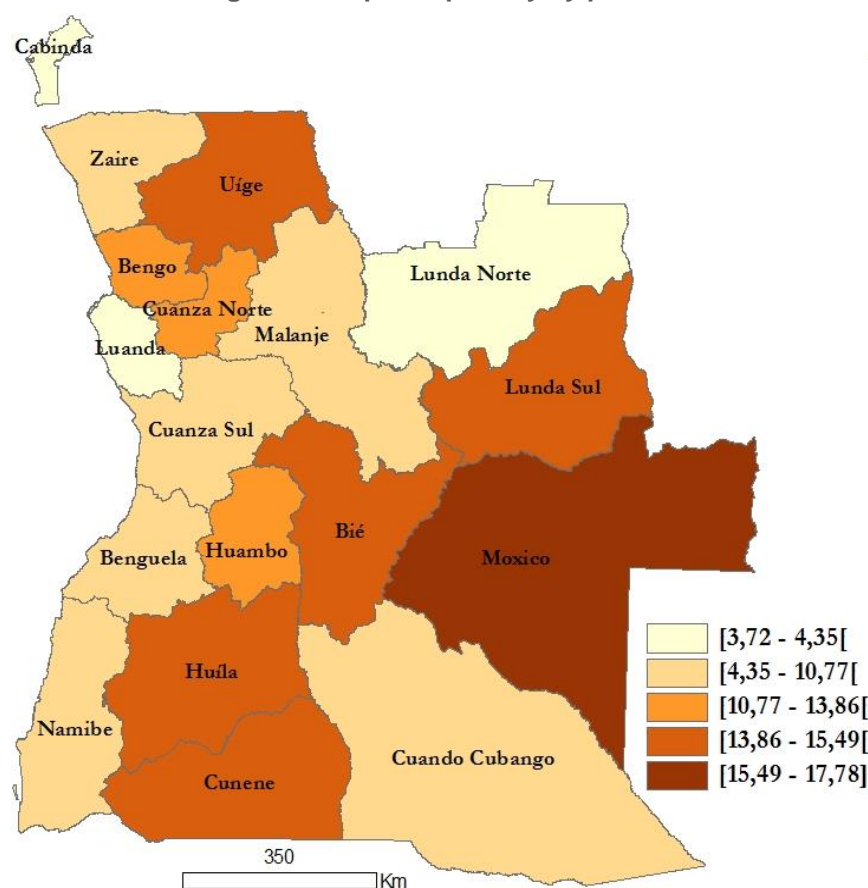 Cabinda
Zaire
Uíge
Bengo
Lunda Norte
Cuanza Norte
Luanda
Malanje
Lunda Sul
Cuanza Sul
Bié
Huambo
Benguela
Moxico
[3,72 - 4,35[
[4,35 - 10,77[
[10,77 - 13,86[
[13,86 - 15,49[
[15,49 - 17,78]
Huíla
Namibe
Cuando Cubango
Cunene
350
Km